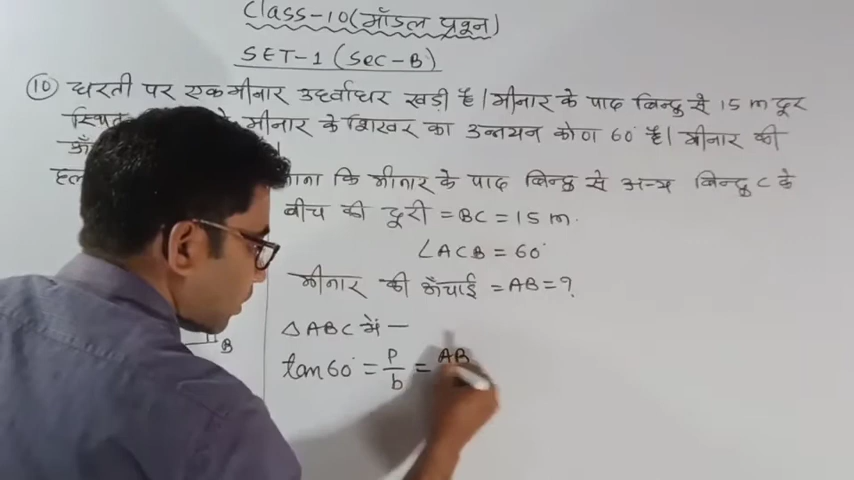 Class-10 (मॉडल प्रश्न)
SET-1 (Sec-B)
(10) धरती पर एक मीनार उर्ध्वाधर खड़ी है। मीनार के पाद बिन्दु से 15 m दूर
मीनार के शिखर का उन्नयन कोण 60° है। मीनार की
माना कि मीनार के पाद बिन्दु से अन्य बिन्दु C के
बीच की दूरी = BC = 15 m.
∠ACB = 60°
मीनार की ऊँचाई = AB = ?
△ABC में —
B
tan 60° = P/b = AB